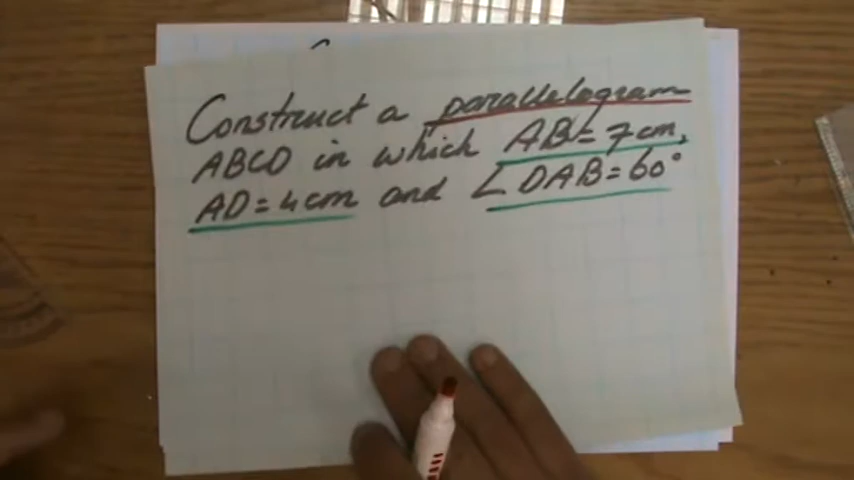 Construct a parallelogram
ABCD in which AB = 7cm,
AD = 4cm and ∠DAB = 60°